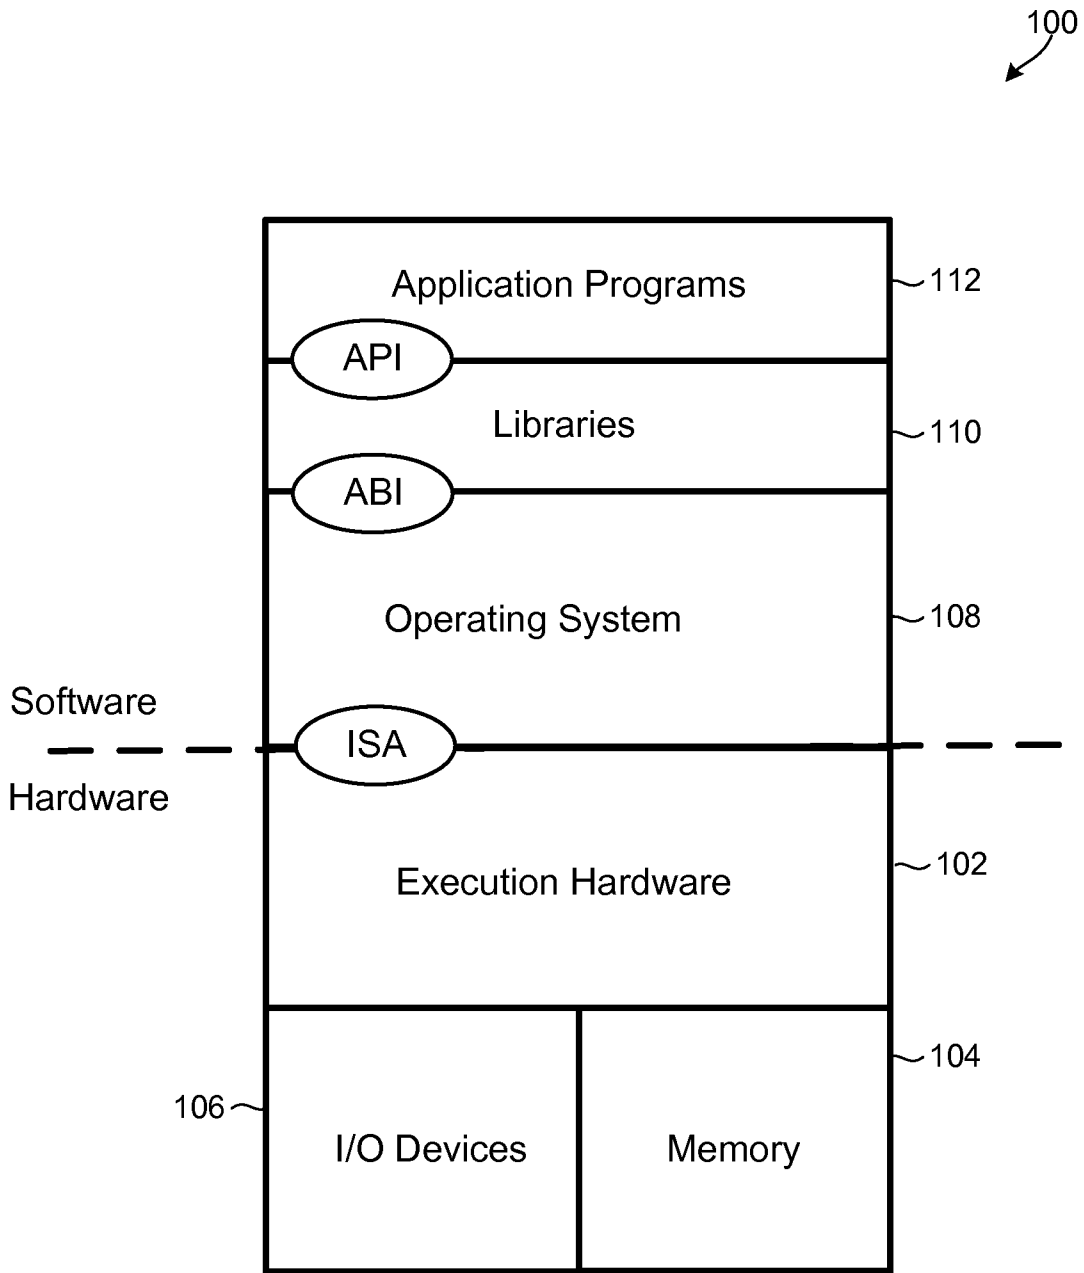 100
Application Programs
112
API
Libraries
110
ABI
Operating System
108
Software
ISA
Hardware
Execution Hardware
102
104
106
I/O Devices
Memory